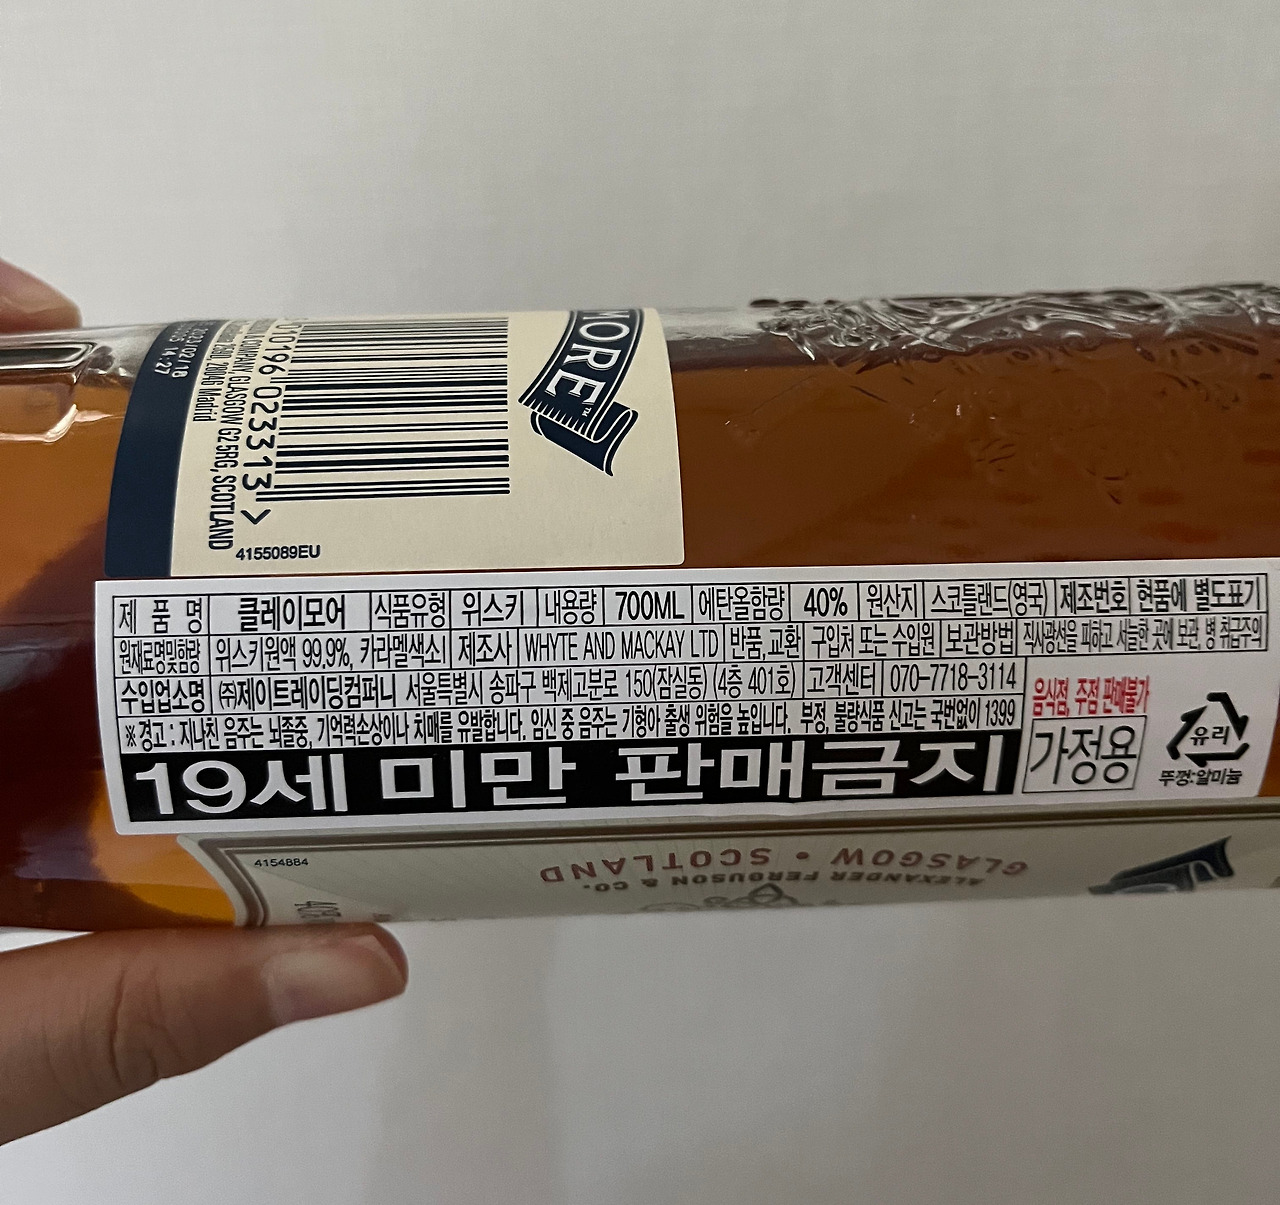 MORE™
023313
COMPANY, GLASGOW G2 5RG, SCOTLAND
28016 Madrid
14:27
4155089EU
제 품 명 클레이모어 식품유형 위스키 내용량 700ML 에탄올함량 40% 원산지 스코틀랜드(영국) 제조번호 현품에 별도표기
원재료명및함량 위스키원액 99.9%, 카라멜색소 제조사 WHYTE AND MACKAY LTD 반품,교환 구입처 또는 수입원 보관방법 직사광선을 피하고 서늘한 곳에 보관, 병 취급주의
수입업소명 ㈜제이트레이딩컴퍼니 서울특별시 송파구 백제고분로 150(잠실동) (4층 401호) 고객센터 070-7718-3114
※경고 : 지나친 음주는 뇌졸중, 기억력손상이나 치매를 유발합니다. 임신 중 음주는 기형아 출생 위험을 높입니다. 부정, 불량식품 신고는 국번없이 1399
19세 미만 판매금지
음식점, 주점 판매불가
가정용
유리
뚜껑:알미늄
4154884
ALEXANDER FERGUSON & CO.
GLASGOW • SCOTLAND